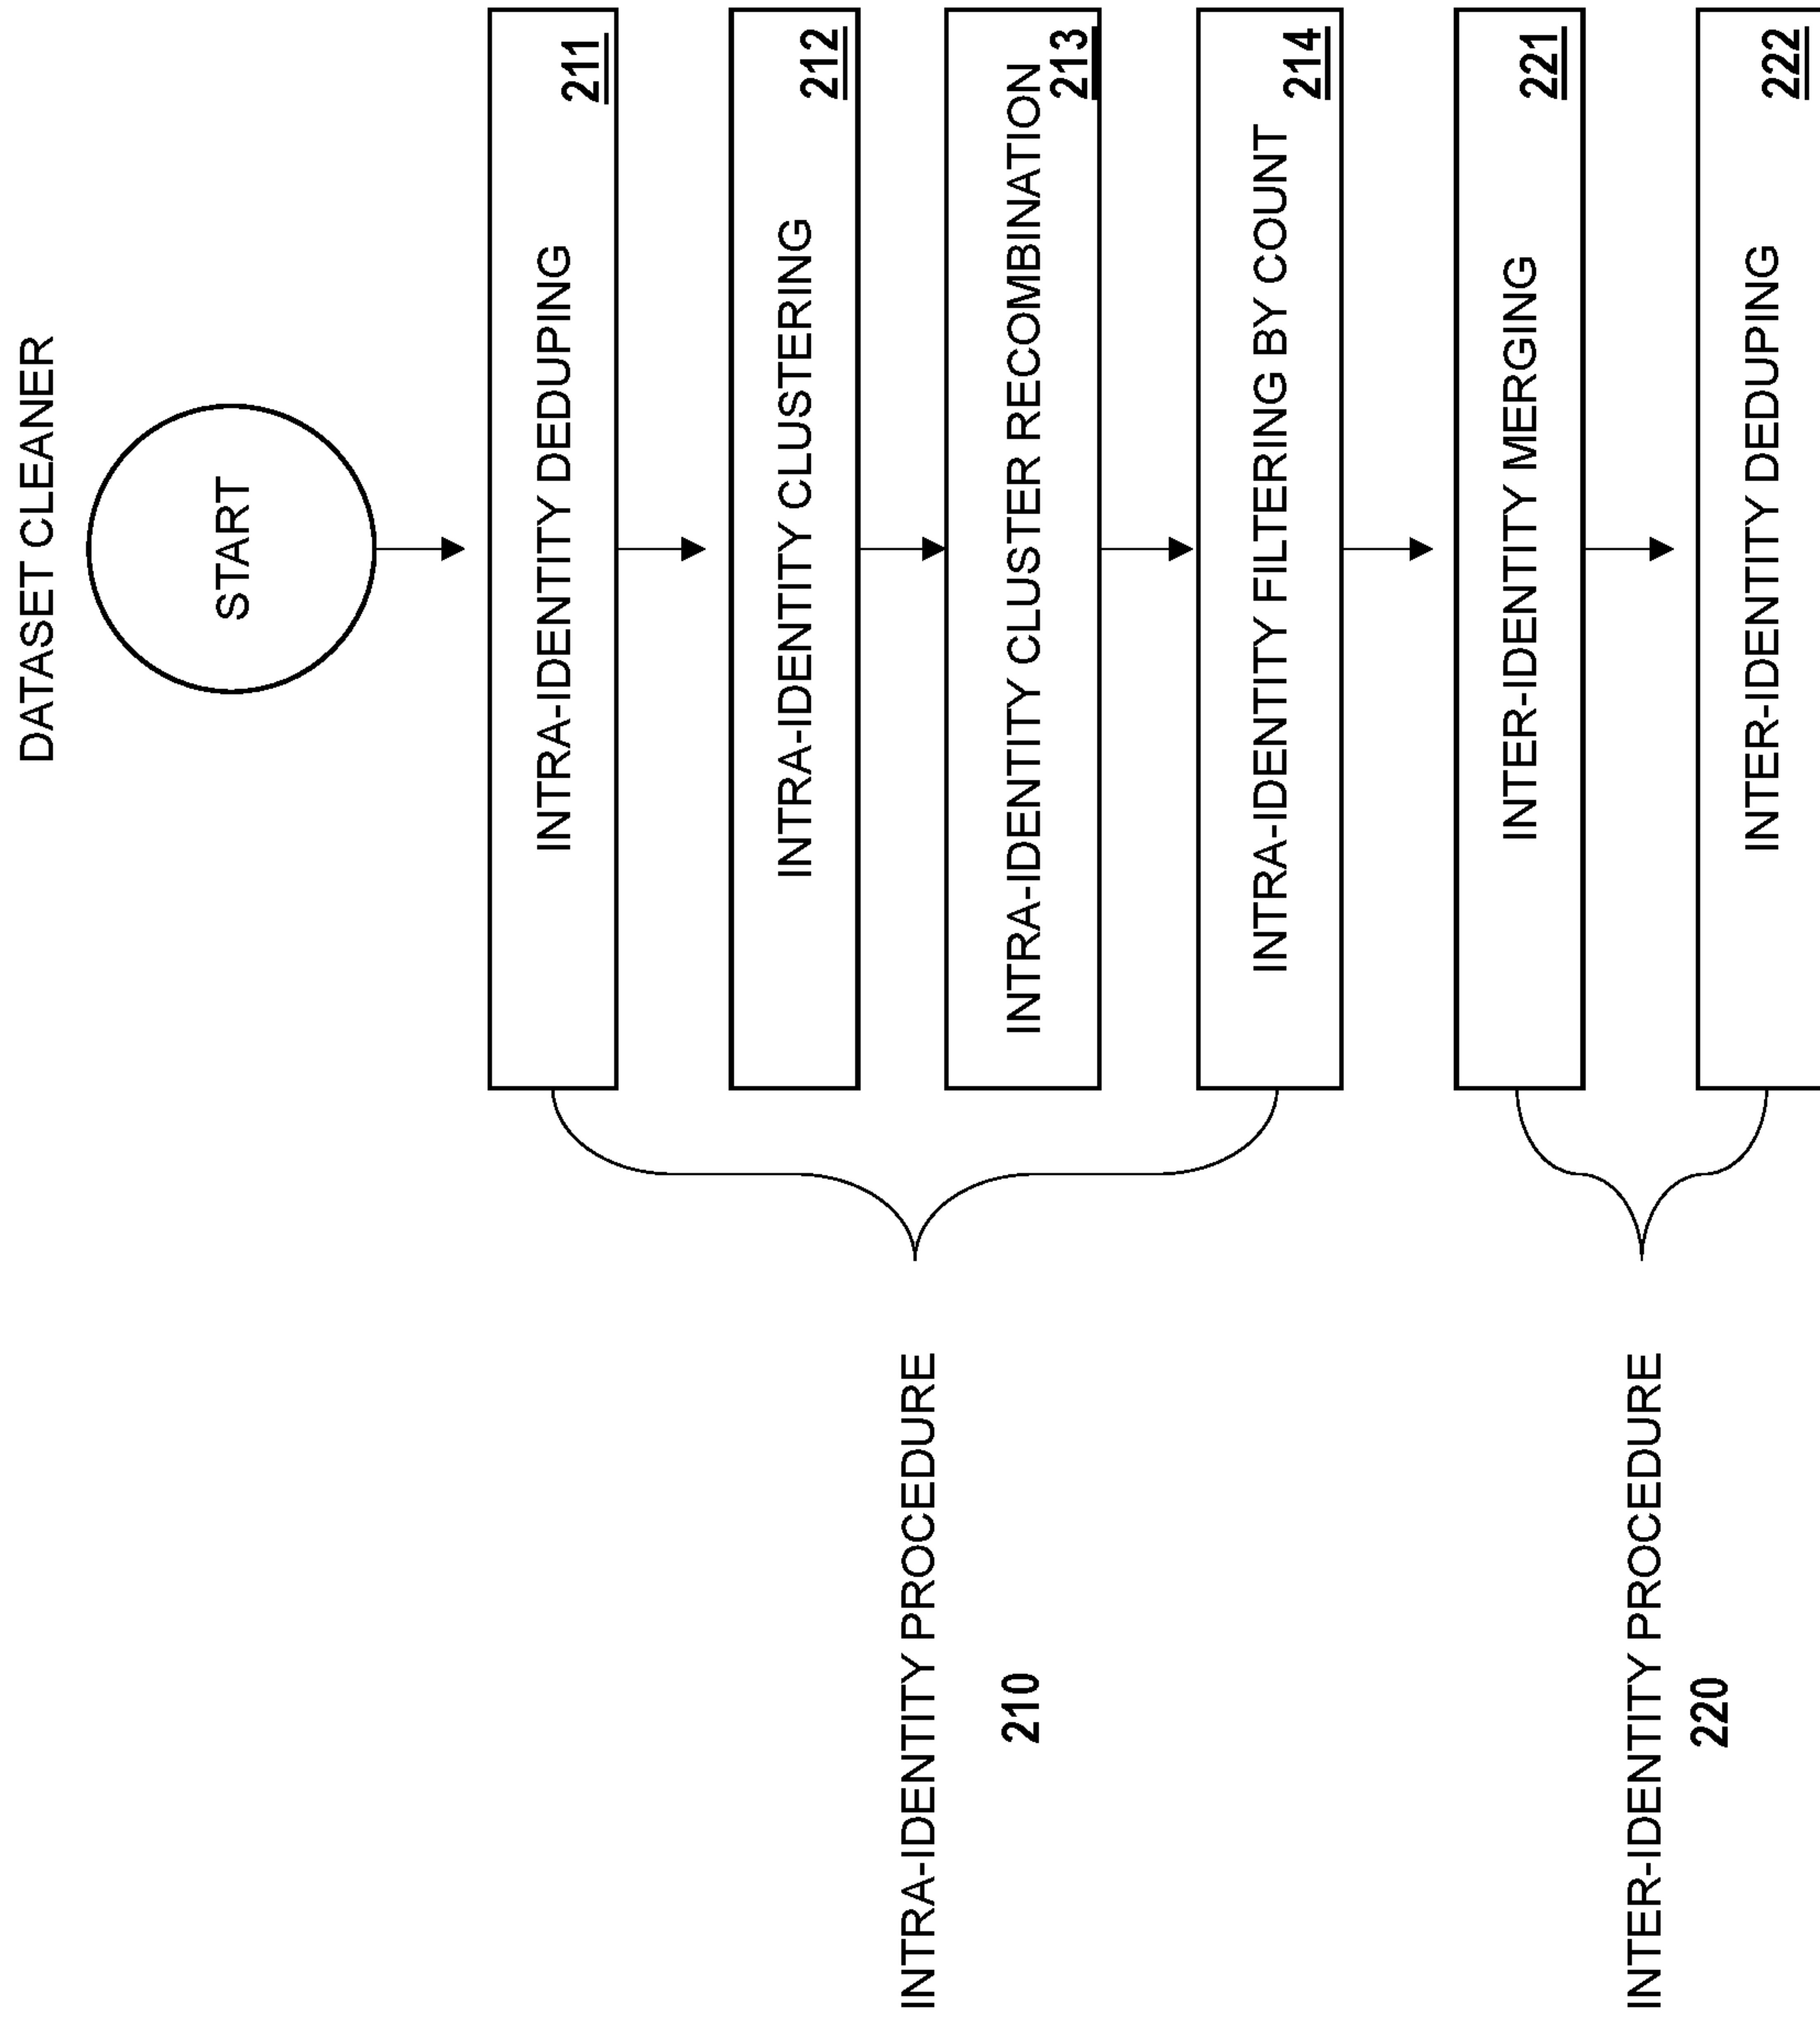 DATASET CLEANER
START
INTRA-IDENTITY DEDUPING
211
INTRA-IDENTITY CLUSTERING
212
INTRA-IDENTITY CLUSTER RECOMBINATION
213
INTRA-IDENTITY FILTERING BY COUNT
214
INTRA-IDENTITY PROCEDURE
210
INTER-IDENTITY MERGING
221
INTER-IDENTITY DEDUPING
222
INTER-IDENTITY PROCEDURE
220